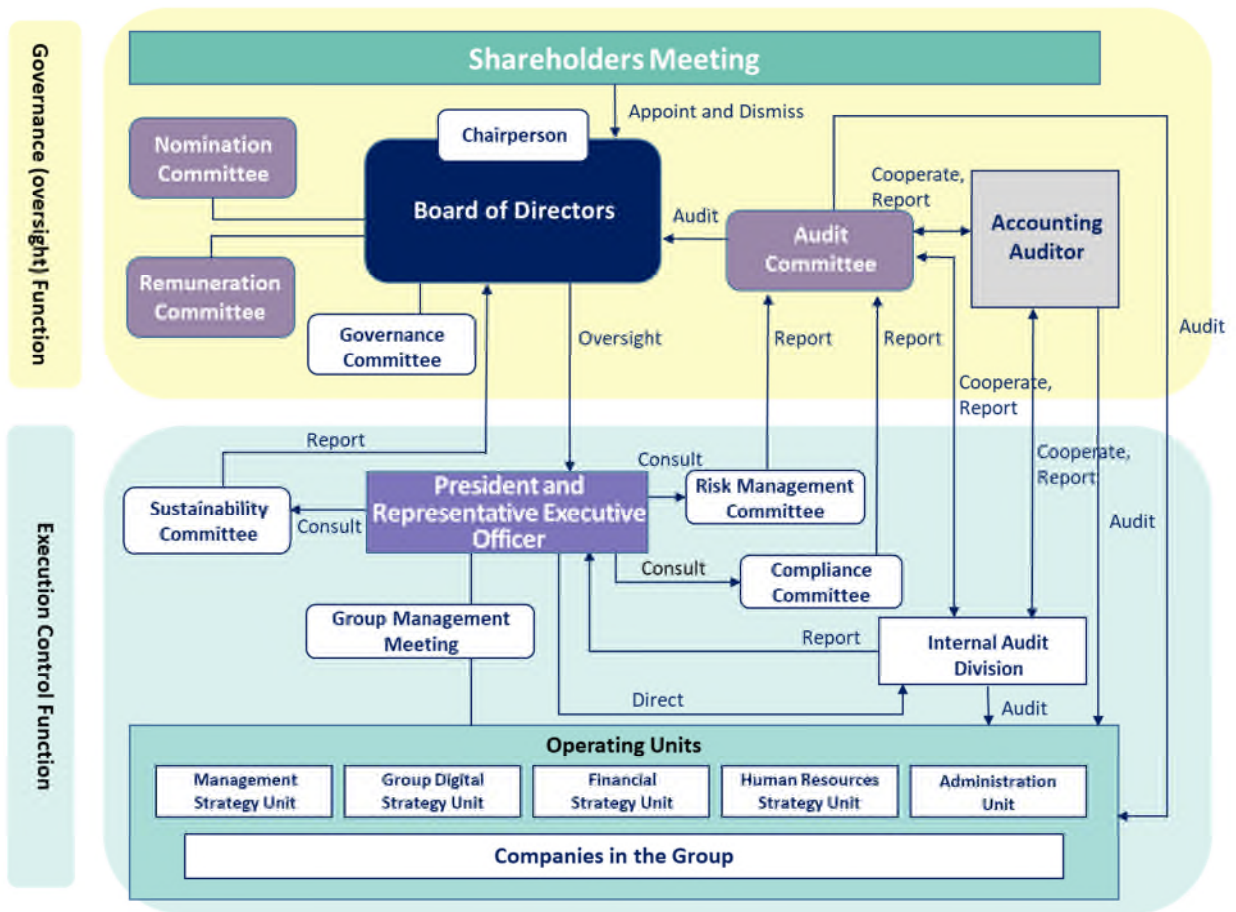 Governance (oversight) Function
Shareholders Meeting
Appoint and Dismiss
Chairperson
Nomination
Committee
Board of Directors
Audit
Audit
Committee
Cooperate,
Report
Accounting
Auditor
Remuneration
Committee
Governance
Committee
Oversight
Report
Report
Audit
Cooperate,
Report
Execution Control Function
Report
Consult
Cooperate,
Report
Sustainability
Committee
Consult
President and
Representative Executive
Officer
Risk Management
Committee
Audit
Consult
Compliance
Committee
Group Management
Meeting
Report
Internal Audit
Division
Direct
Audit
Operating Units
Management
Strategy Unit
Group Digital
Strategy Unit
Financial
Strategy Unit
Human Resources
Strategy Unit
Administration
Unit
Companies in the Group